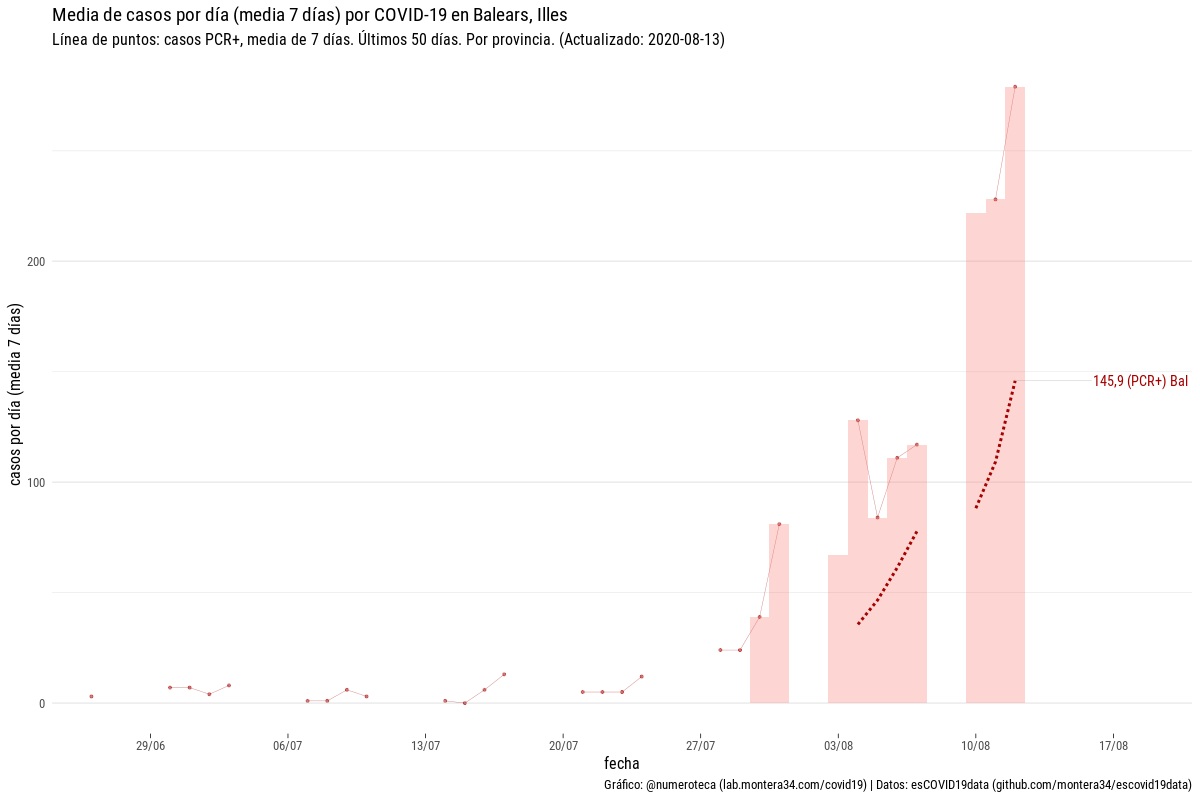 Media de casos por día (media 7 días) por COVID-19 en Balears, Illes
Línea de puntos: casos PCR+, media de 7 días. Últimos 50 días. Por provincia. (Actualizado: 2020-08-13)
casos por día (media 7 días)
200
100
0
145,9 (PCR+) Bal
29/06
06/07
13/07
20/07
27/07
03/08
10/08
17/08
fecha
Gráfico: @numeroteca (lab.montera34.com/covid19) | Datos: esCOVID19data (github.com/montera34/escovid19data)